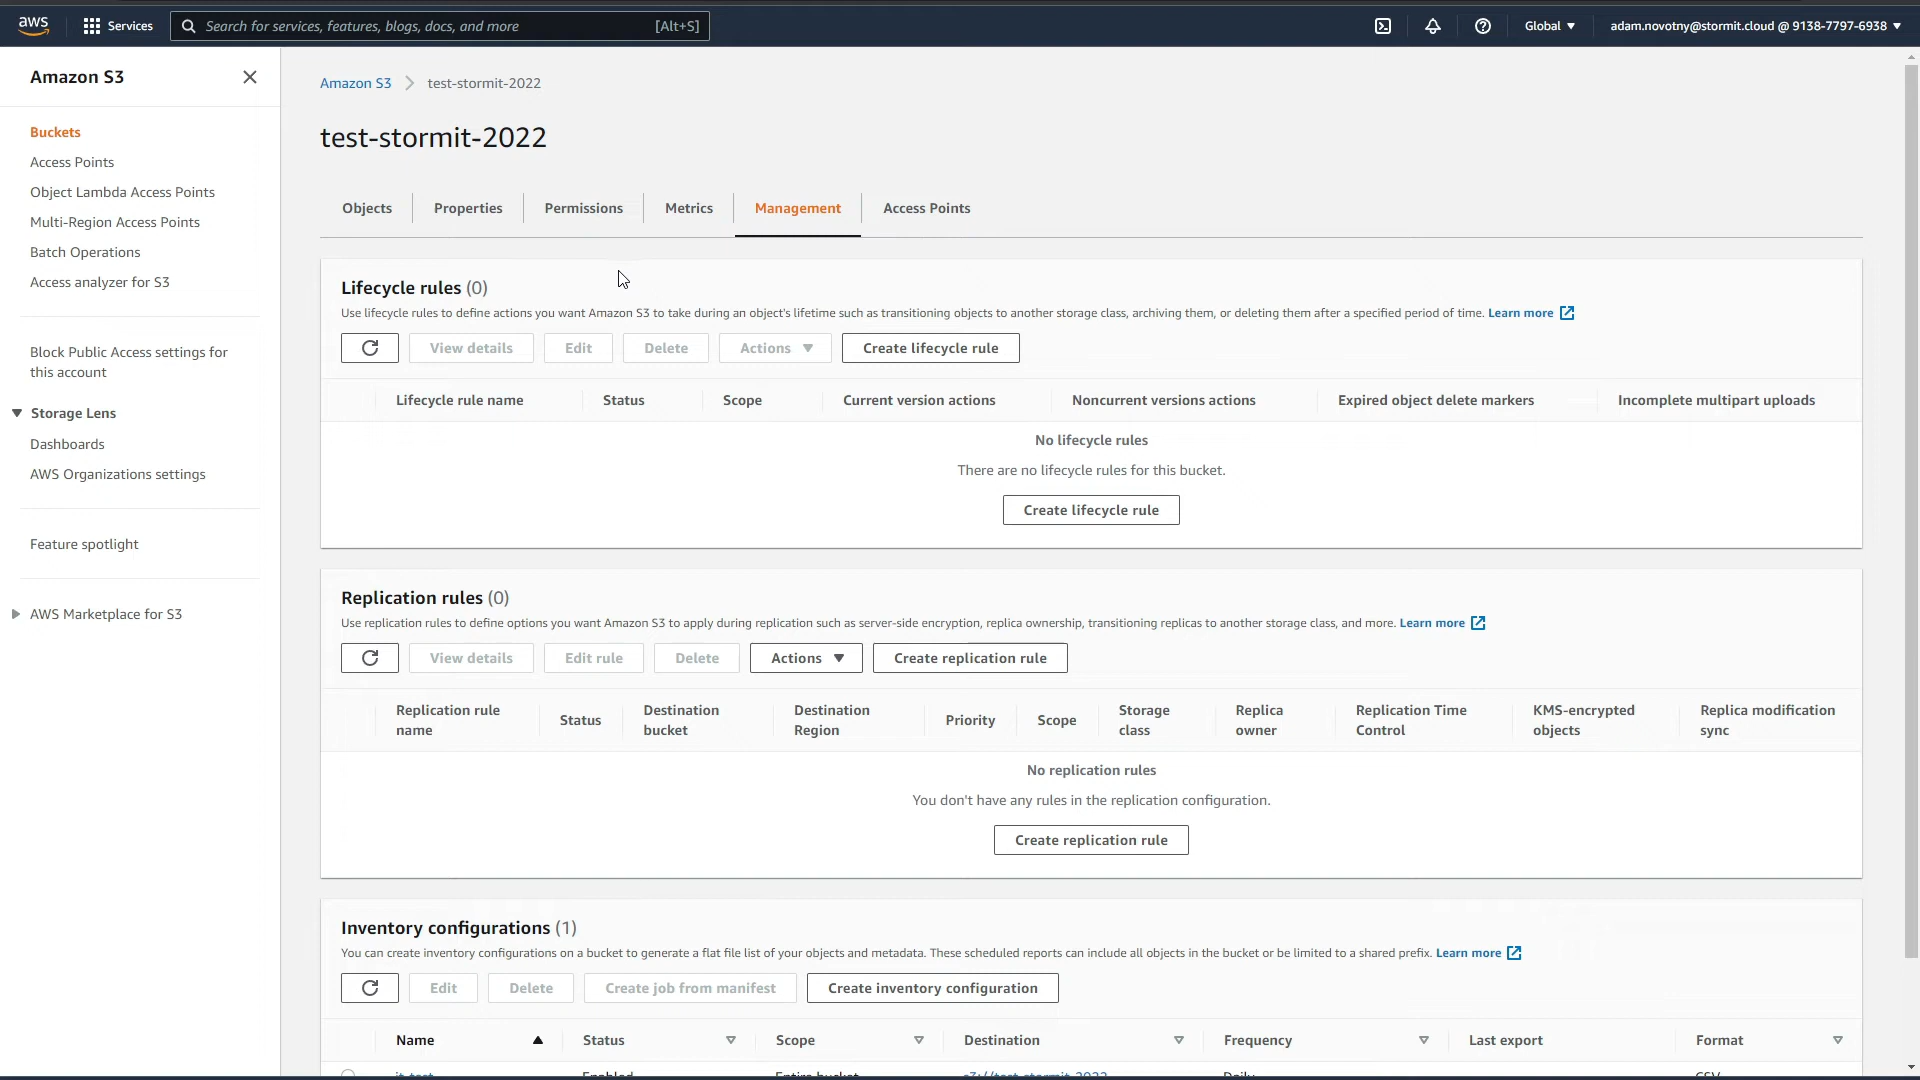 aws
Services
Search for services, features, blogs, docs, and more
[Alt+S]
Global
adam.novotny@stormit.cloud @ 9138-7797-6938
Amazon S3
Buckets
Access Points
Object Lambda Access Points
Multi-Region Access Points
Batch Operations
Access analyzer for S3
Block Public Access settings for
this account
Storage Lens
Dashboards
AWS Organizations settings
Feature spotlight
AWS Marketplace for S3
Amazon S3
test-stormit-2022
test-stormit-2022
Objects
Properties
Permissions
Metrics
Management
Access Points
Lifecycle rules (0)
Use lifecycle rules to define actions you want Amazon S3 to take during an object's lifetime such as transitioning objects to another storage class, archiving them, or deleting them after a specified period of time. Learn more
View details
Edit
Delete
Actions
Create lifecycle rule
Lifecycle rule name
Status
Scope
Current version actions
Noncurrent versions actions
Expired object delete markers
Incomplete multipart uploads
No lifecycle rules
There are no lifecycle rules for this bucket.
Create lifecycle rule
Replication rules (0)
Use replication rules to define options you want Amazon S3 to apply during replication such as server-side encryption, replica ownership, transitioning replicas to another storage class, and more. Learn more
View details
Edit rule
Delete
Actions
Create replication rule
Replication rule
name
Status
Destination
bucket
Destination
Region
Priority
Scope
Storage
class
Replica
owner
Replication Time
Control
KMS-encrypted
objects
Replica modification
sync
No replication rules
You don't have any rules in the replication configuration.
Create replication rule
Inventory configurations (1)
You can create inventory configurations on a bucket to generate a flat file list of your objects and metadata. These scheduled reports can include all objects in the bucket or be limited to a shared prefix. Learn more
Edit
Delete
Create job from manifest
Create inventory configuration
Name
Status
Scope
Destination
Frequency
Last export
Format
Enabled
Entire bucket
s3://test-stormit-2022
Daily
CSV